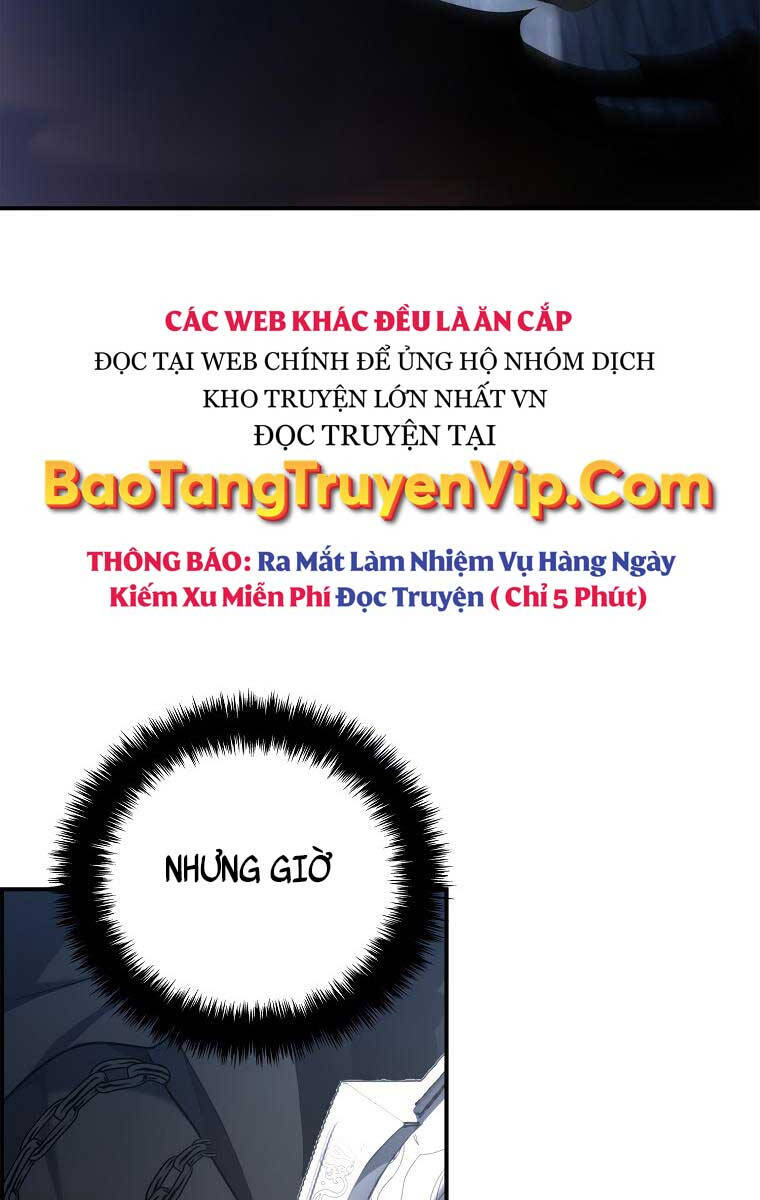 CÁC WEB KHÁC ĐỀU LÀ ĂN CẮP
ĐỌC TẠI WEB CHÍNH ĐỂ ỦNG HỘ NHÓM DỊCH
KHO TRUYỆN LỚN NHẤT VN
ĐỌC TRUYỆN TẠI
BaoTangTruyenVip.Com
THÔNG BÁO: Ra Mắt Làm Nhiệm Vụ Hàng Ngày
Kiếm Xu Miễn Phí Đọc Truyện ( Chỉ 5 Phút)
NHƯNG GIỜ